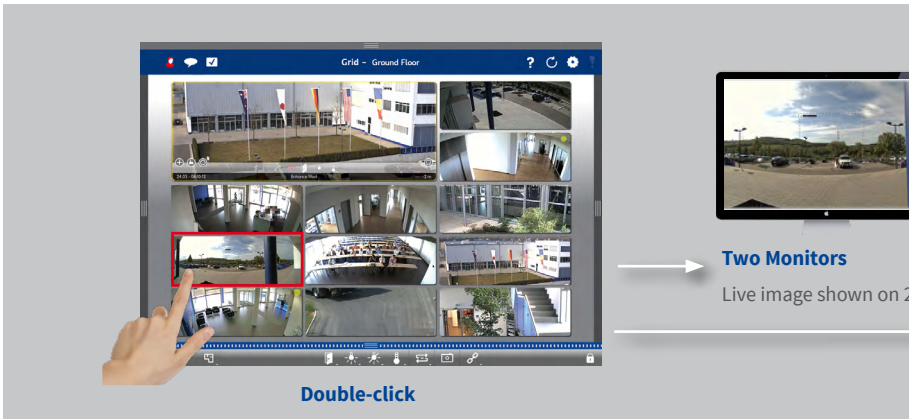 Grid – Ground Floor
?
Entrance West
Two Monitors
Live image shown on 2
Double-click